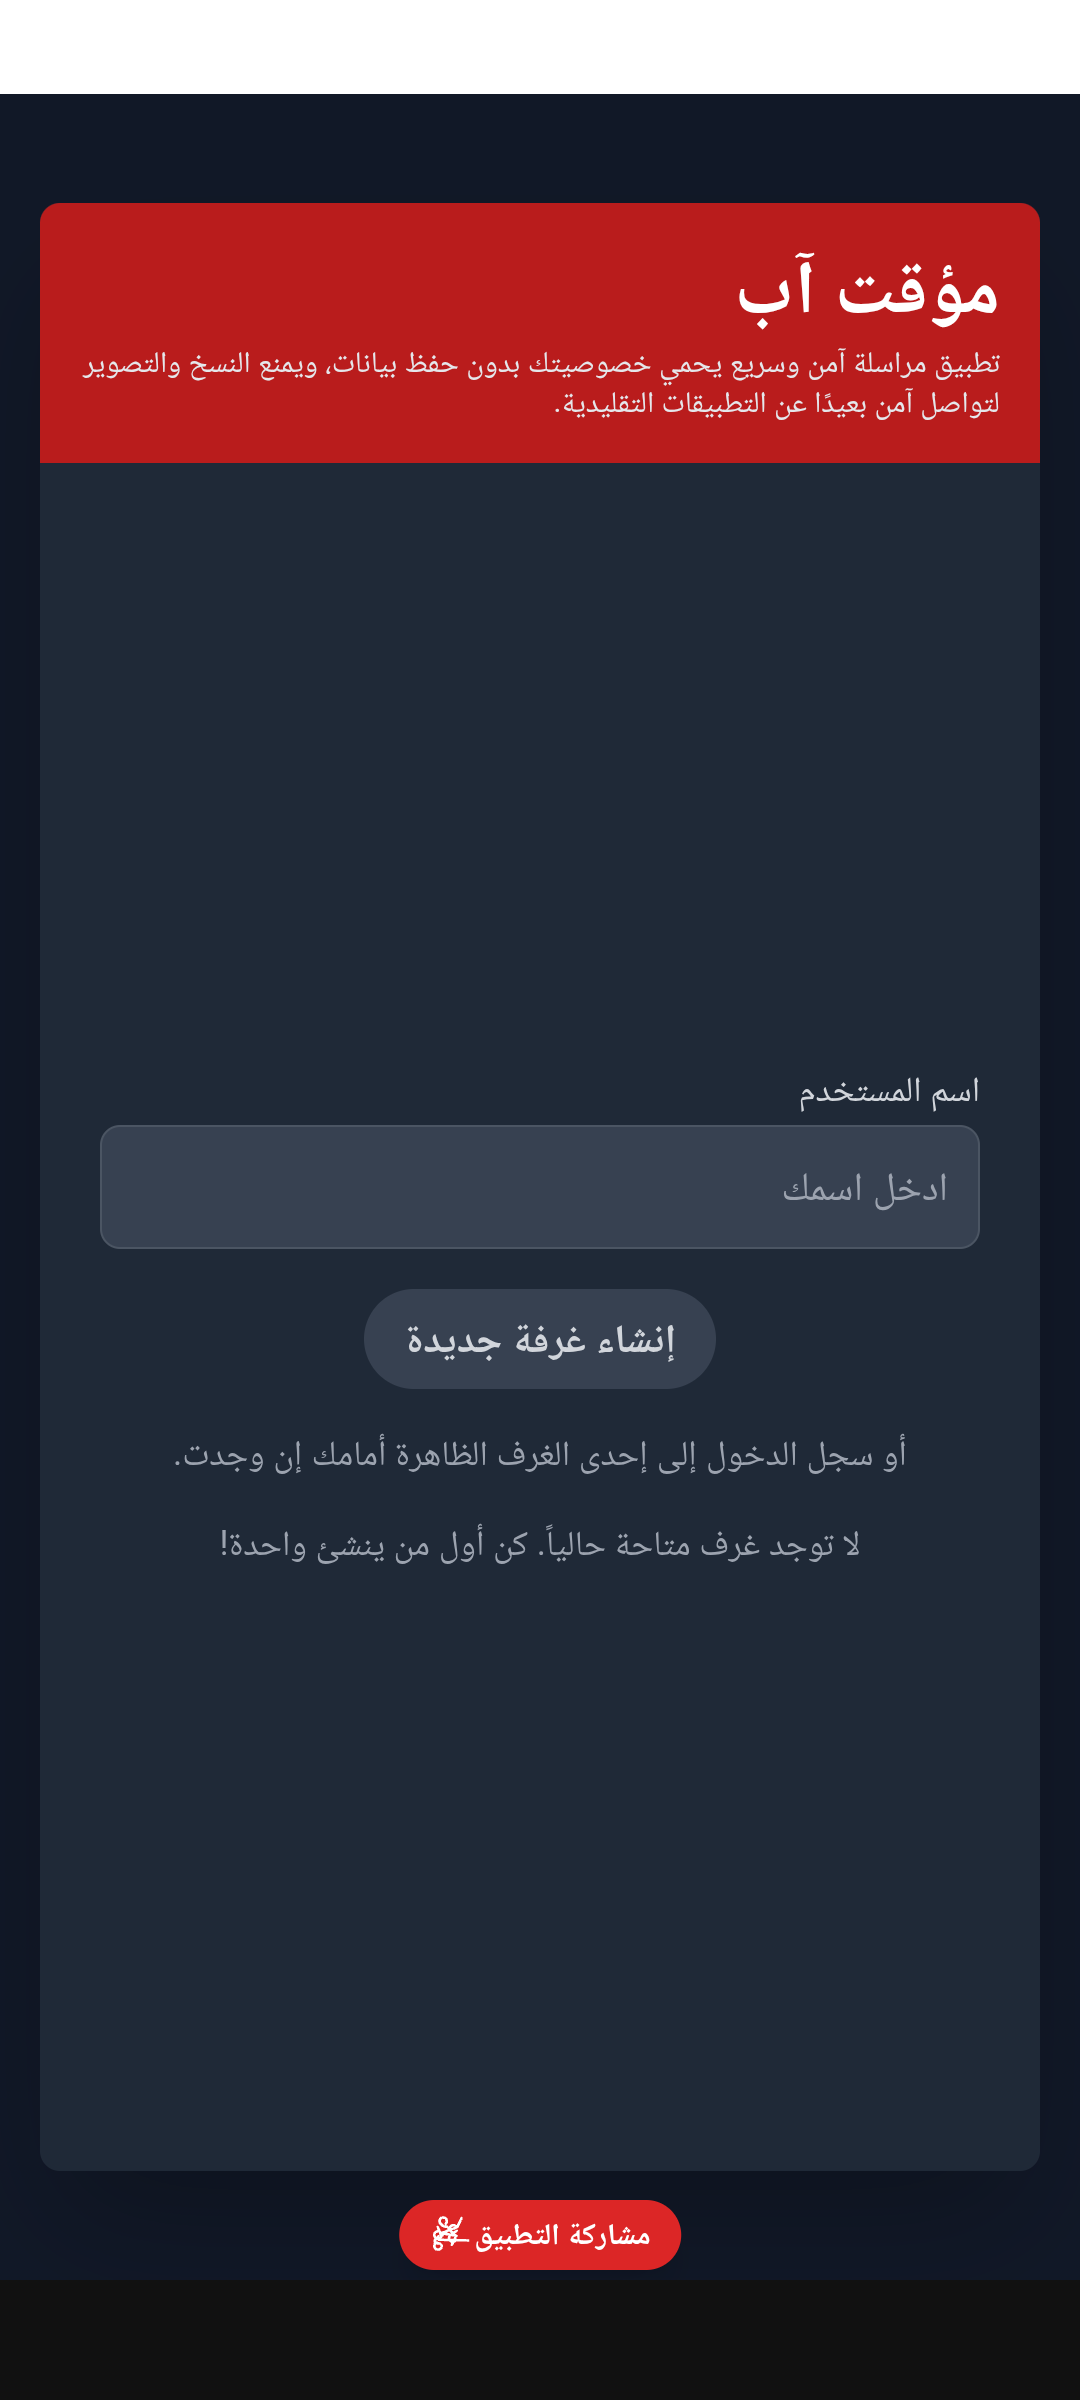 مؤقت آب
تطبيق مراسلة آمن وسريع يحمي خصوصيتك بدون حفظ بيانات، ويمنع النسخ والتصوير
لتواصل آمن بعيدًا عن التطبيقات التقليدية.
اسم المستخدم
ادخل اسمك
إنشاء غرفة جديدة
أو سجل الدخول إلى إحدى الغرف الظاهرة أمامك إن وجدت.
لا توجد غرف متاحة حالياً. كن أول من ينشئ واحدة!
مشاركة التطبيق